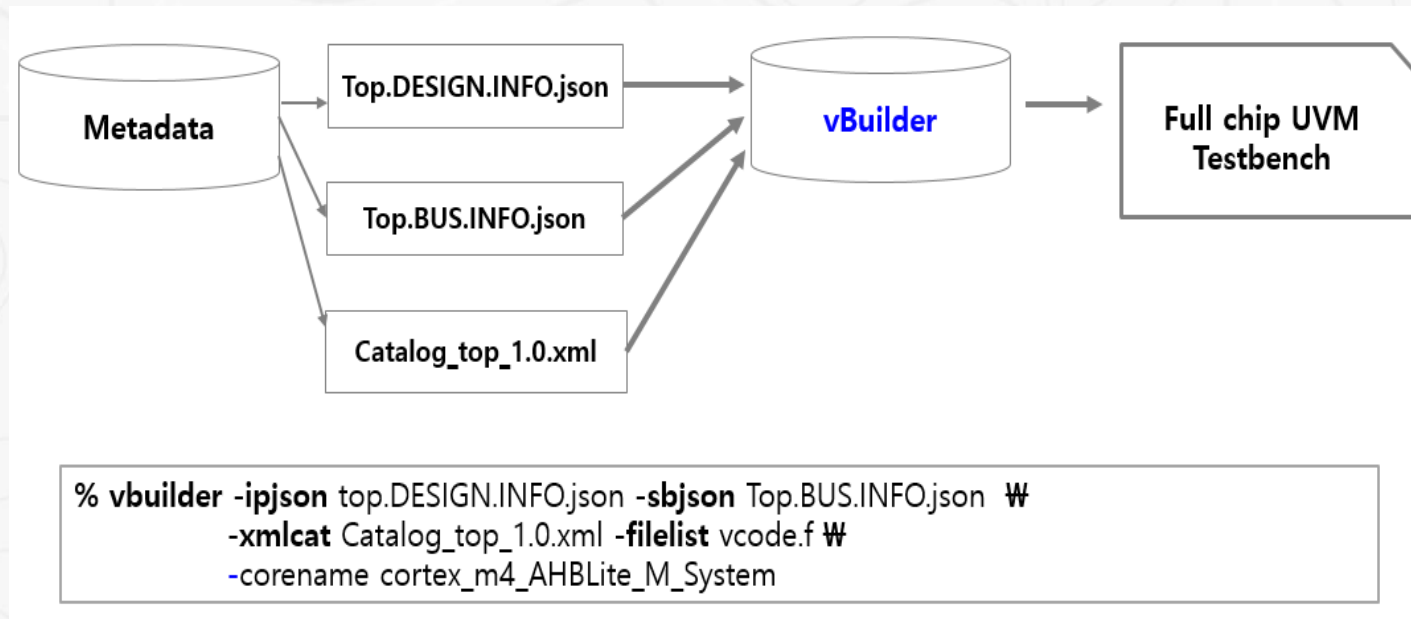 Metadata
Top.DESIGN.INFO.json
Top.BUS.INFO.json
Catalog_top_1.0.xml
vBuilder
Full chip UVM
Testbench
% vbuilder -ipjson top.DESIGN.INFO.json -sbjson Top.BUS.INFO.json ₩
-xmlcat Catalog_top_1.0.xml -filelist vcode.f ₩
-corename cortex_m4_AHBLite_M_System